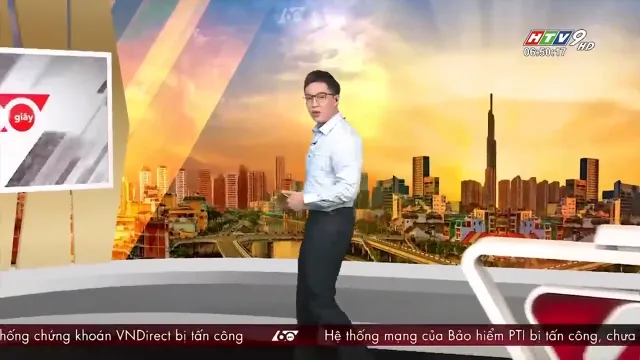 HTV9 HD
06:50:17
giây
thống chứng khoán VNDirect bị tấn công
60
Hệ thống mạng của Bảo hiểm PTI bị tấn công, chưa